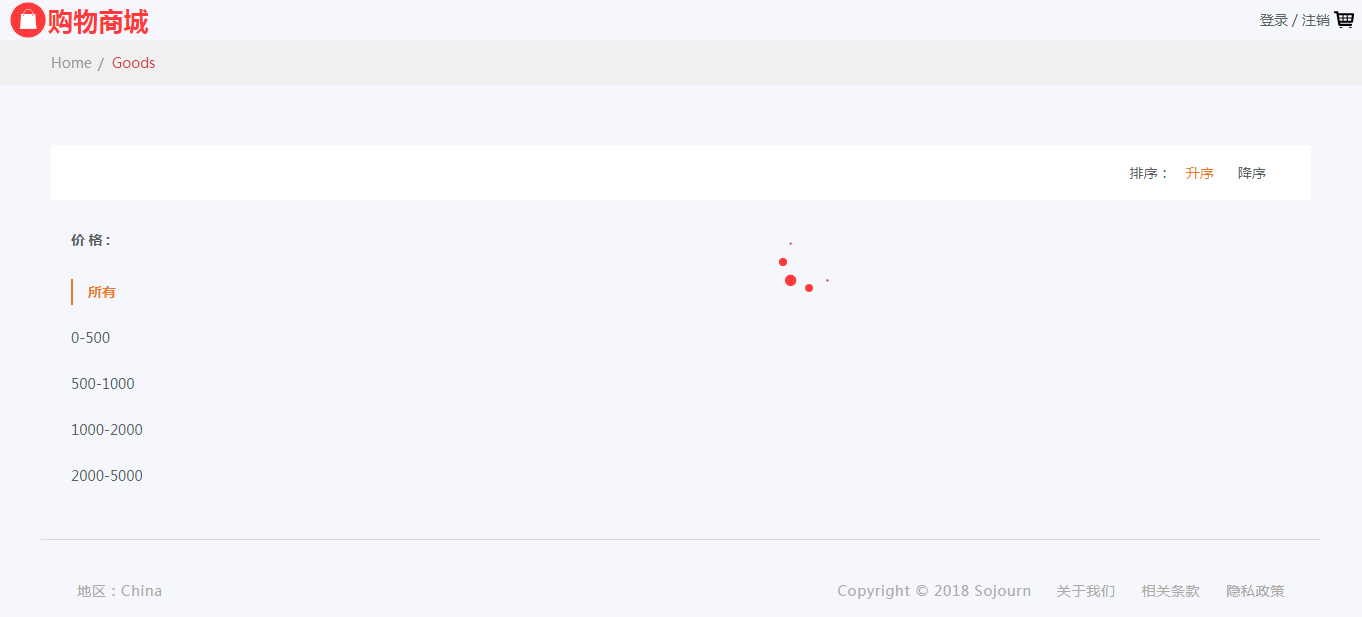 购物商城
登录 / 注销
Home / Goods
排序： 升序 降序
价 格 :
所有
0-500
500-1000
1000-2000
2000-5000
地区：China
Copyright © 2018 Sojourn 关于我们 相关条款 隐私政策